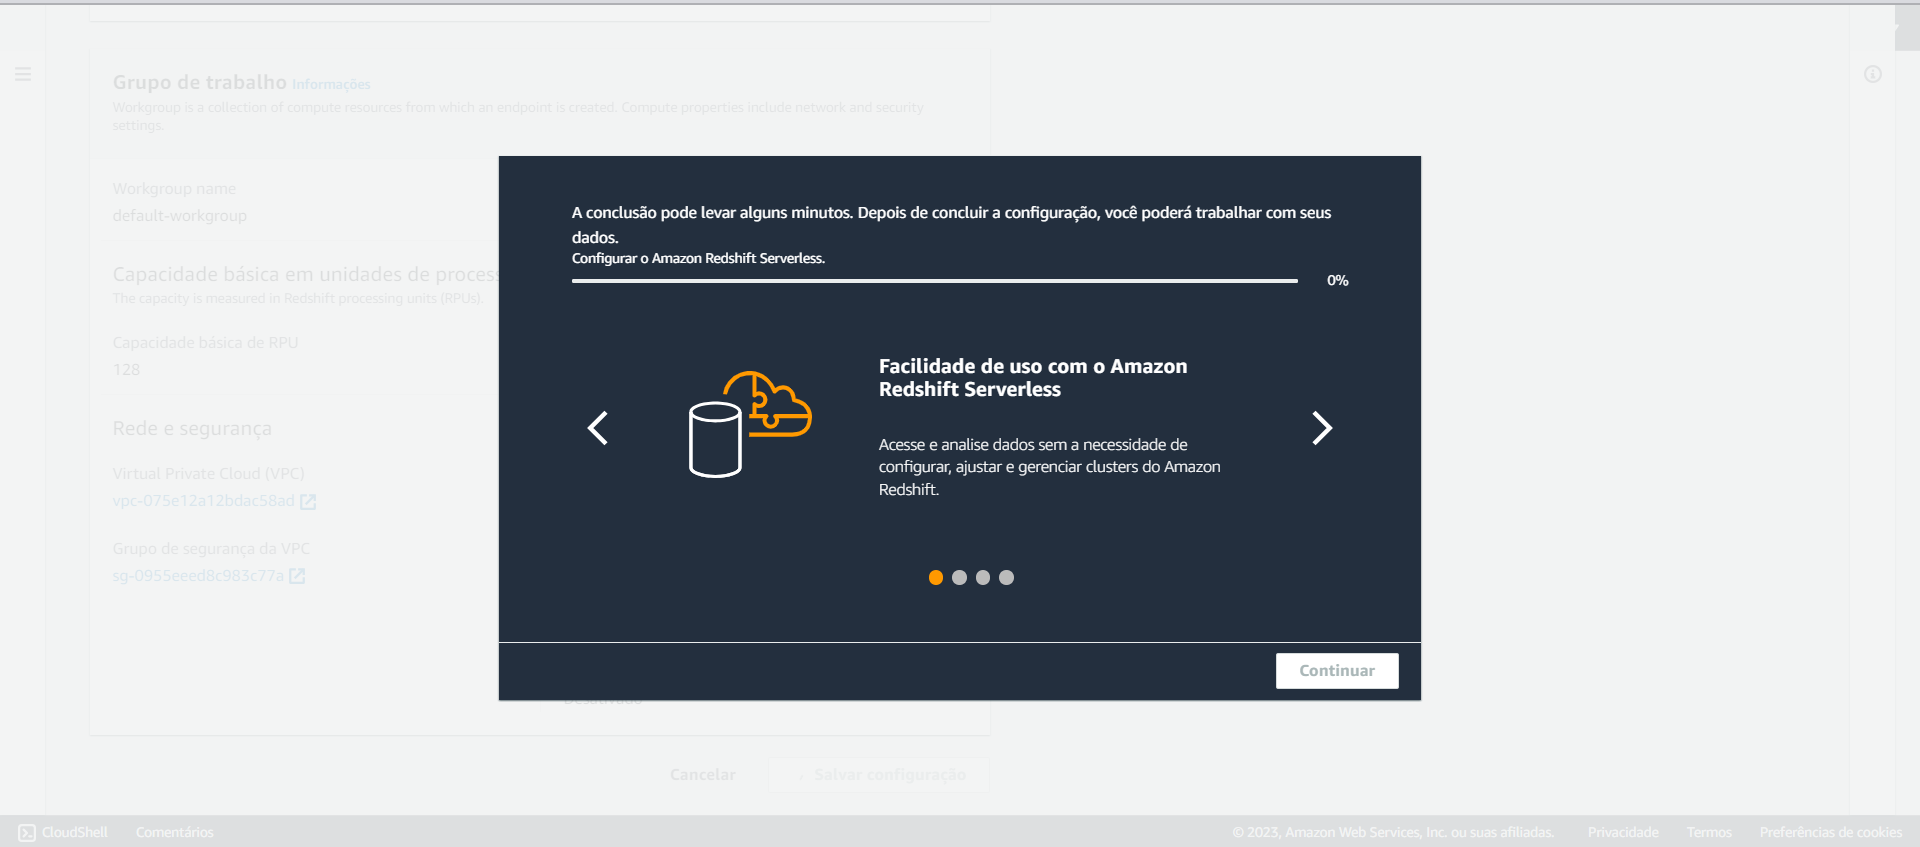 Grupo de trabalho Informações
Workgroup is a collection of compute resources from which an endpoint is created. Compute properties include network and security
settings.
Workgroup name
default-workgroup
Capacidade básica em unidades de process
The capacity is measured in Redshift processing units (RPUs).
Capacidade básica de RPU
128
Rede e segurança
Virtual Private Cloud (VPC)
vpc-075e12a12bdac58ad
Grupo de segurança da VPC
sg-0955eeed8c983c77a
A conclusão pode levar alguns minutos. Depois de concluir a configuração, você poderá trabalhar com seus
dados.
Configurar o Amazon Redshift Serverless.
0%
Facilidade de uso com o Amazon
Redshift Serverless
Acesse e analise dados sem a necessidade de
configurar, ajustar e gerenciar clusters do Amazon
Redshift.
Continuar
Desativado
Cancelar
Salvar configuração
CloudShell
Comentários
© 2023, Amazon Web Services, Inc. ou suas afiliadas.
Privacidade
Termos
Preferências de cookies